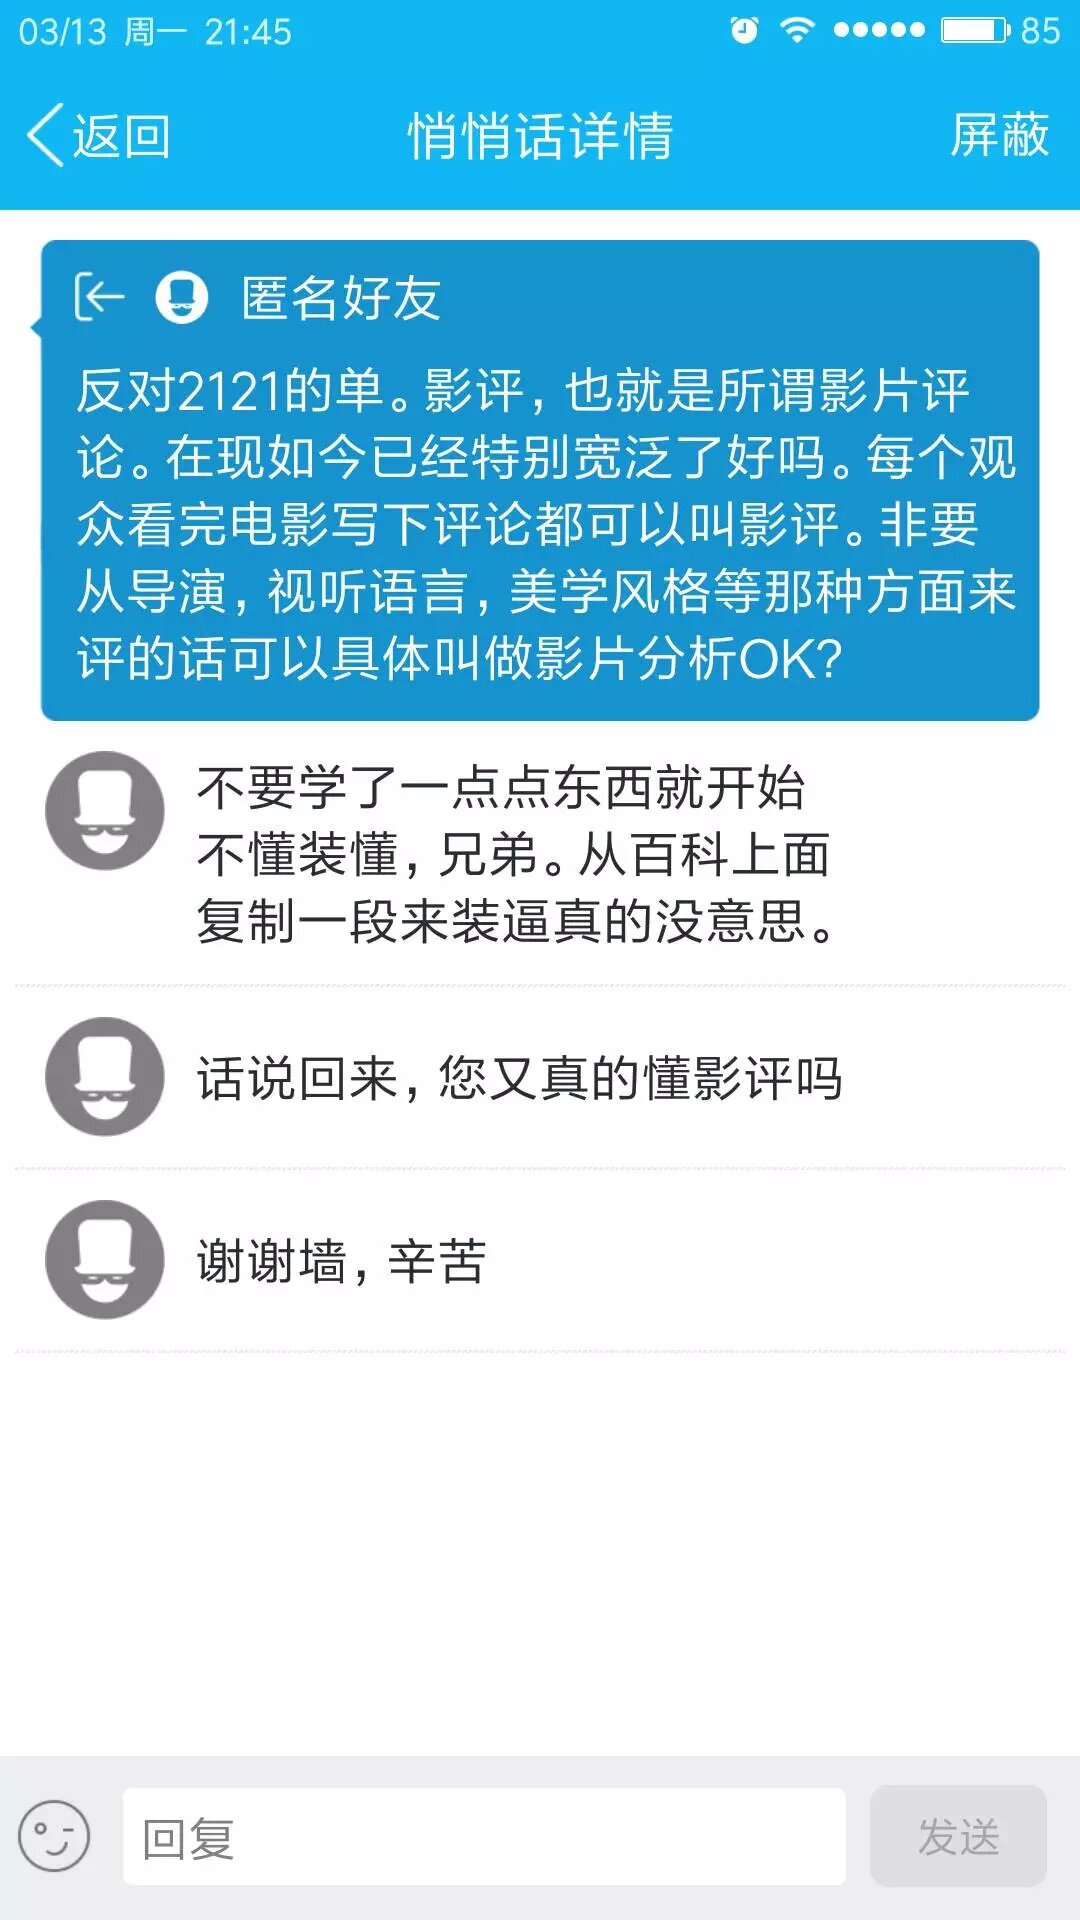 03/13 周一 21:45 85
返回 悄悄话详情 屏蔽
匿名好友
反对2121的单。影评，也就是所谓影片评
论。在现如今已经特别宽泛了好吗。每个观
众看完电影写下评论都可以叫影评。非要
从导演，视听语言，美学风格等那种方面来
评的话可以具体叫做影片分析OK?
不要学了一点点东西就开始
不懂装懂，兄弟。从百科上面
复制一段来装逼真的没意思。
话说回来，您又真的懂影评吗
谢谢墙，辛苦
回复 发送